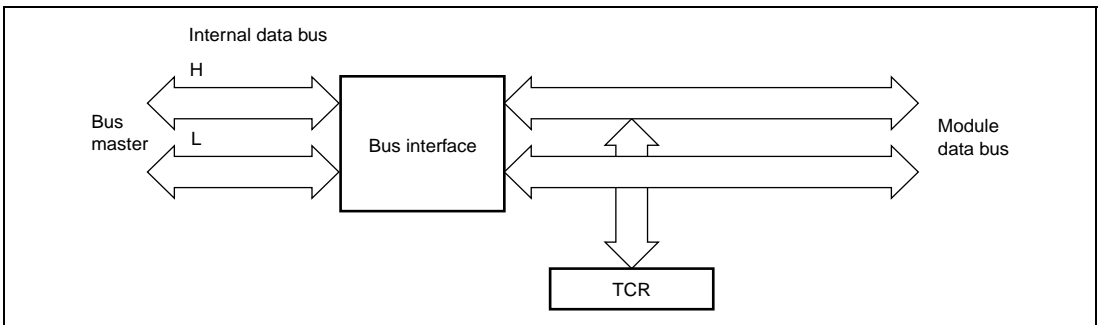 Internal data bus
H
Bus
master
L
Bus interface
Module
data bus
TCR